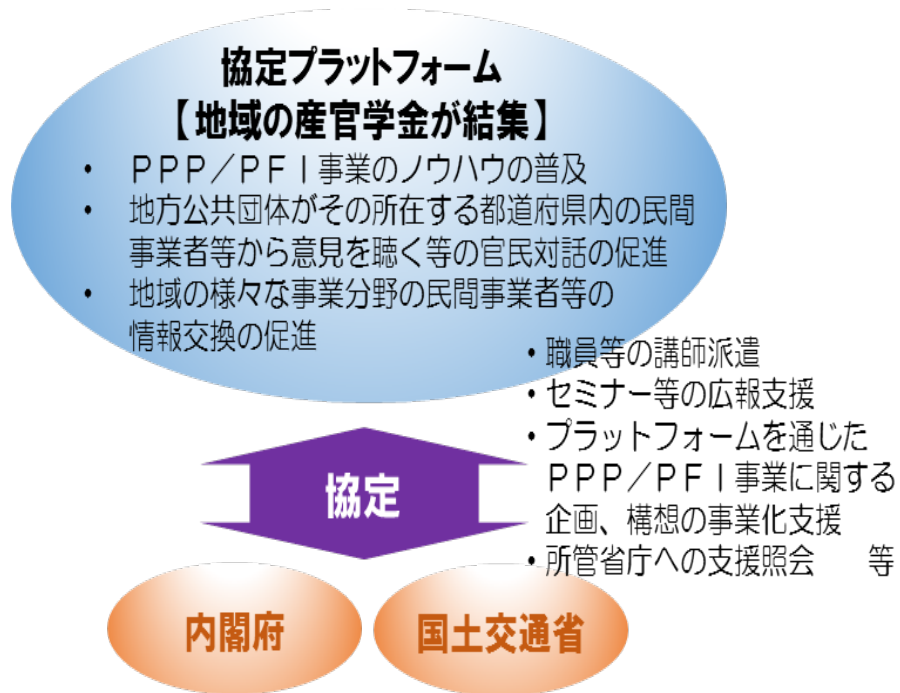 協定プラットフォーム
【地域の産官学金が結集】
・ ＰＰＰ／ＰＦＩ事業のノウハウの普及
・ 地方公共団体がその所在する都道府県内の民間
事業者等から意見を聴く等の官民対話の促進
・ 地域の様々な事業分野の民間事業者等の
情報交換の促進
・職員等の講師派遣
・セミナー等の広報支援
・プラットフォームを通じた
ＰＰＰ／ＰＦＩ事業に関する
企画、構想の事業化支援
・所管省庁への支援照会　等
協定
内閣府
国土交通省